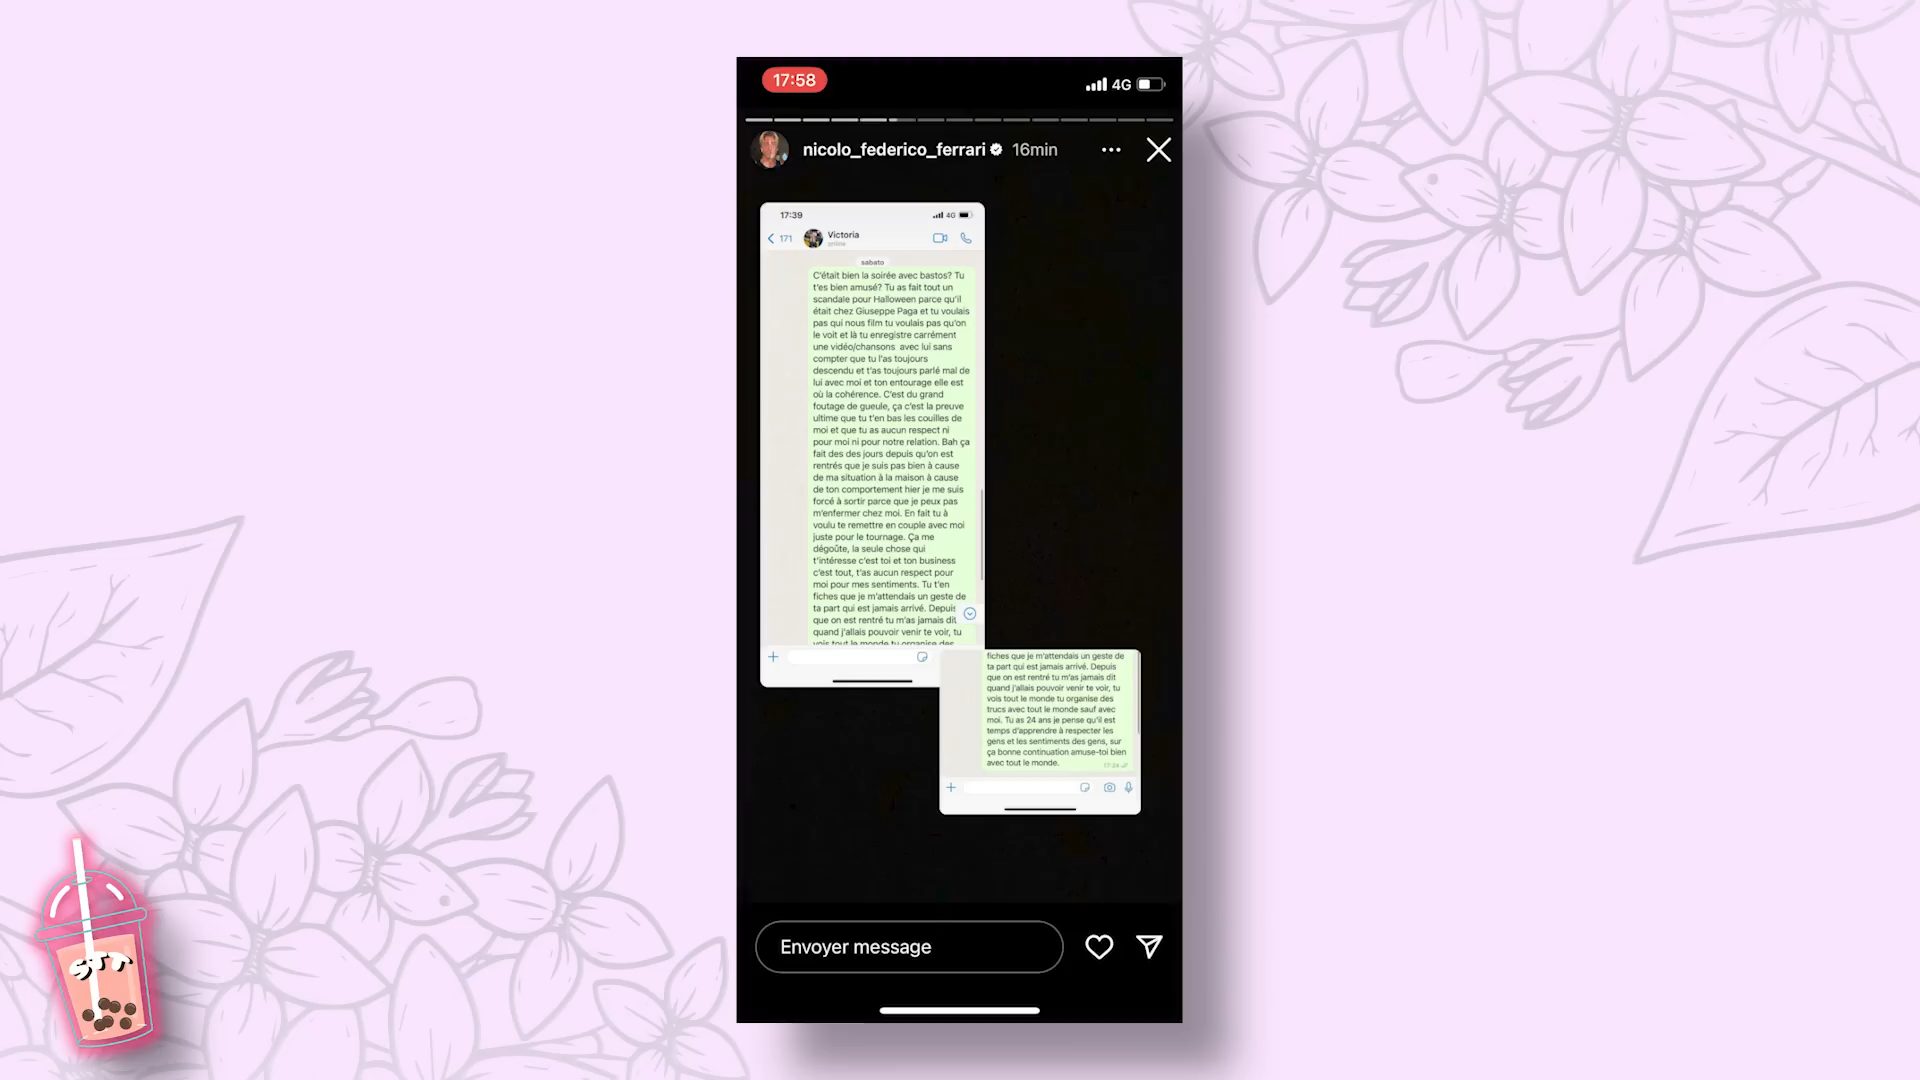 17:58
4G
nicolo_federico_ferrari 16min
17:39
4G
171
Victoria
online
sabato
C'était bien la soirée avec bastos? Tu
t'es bien amusé? Tu as fait tout un
scandale pour Halloween parce qu'il
était chez Giuseppe Paga et tu voulais
pas qui nous film tu voulais pas qu'on
le voit et là tu enregistre carrément
une vidéo/chansons avec lui sans
compter que tu l'as toujours
descendu et t'as toujours parlé mal de
lui avec moi et ton entourage elle est
où la cohérence. C'est du grand
foutage de gueule, ça c'est la preuve
ultime que tu t'en bas les couilles de
moi et que tu as aucun respect ni
pour moi ni pour notre relation. Bah ça
fait des des jours depuis qu'on est
rentrés que je suis pas bien à cause
de ma situation à la maison à cause
de ton comportement hier je me suis
forcé à sortir parce que je peux pas
m'enfermer chez moi. En fait tu à
voulu te remettre en couple avec moi
juste pour le tournage. Ça me
dégoûte, la seule chose qui
t'intéresse c'est toi et ton business
c'est tout, t'as aucun respect pour
moi pour mes sentiments. Tu t'en
fiches que je m'attendais un geste de
ta part qui est jamais arrivé. Depuis
que on est rentré tu m'as jamais dit
quand j'allais pouvoir venir te voir, tu
vois tout le monde tu organise des
fiches que je m'attendais un geste de
ta part qui est jamais arrivé. Depuis
que on est rentré tu m'as jamais dit
quand j'allais pouvoir venir te voir, tu
vois tout le monde tu organise des
trucs avec tout le monde sauf avec
moi. Tu as 24 ans je pense qu'il est
temps d'apprendre à respecter les
gens et les sentiments des gens, sur
ça bonne continuation amuse-toi bien
avec tout le monde.
17:24
Envoyer message
STT